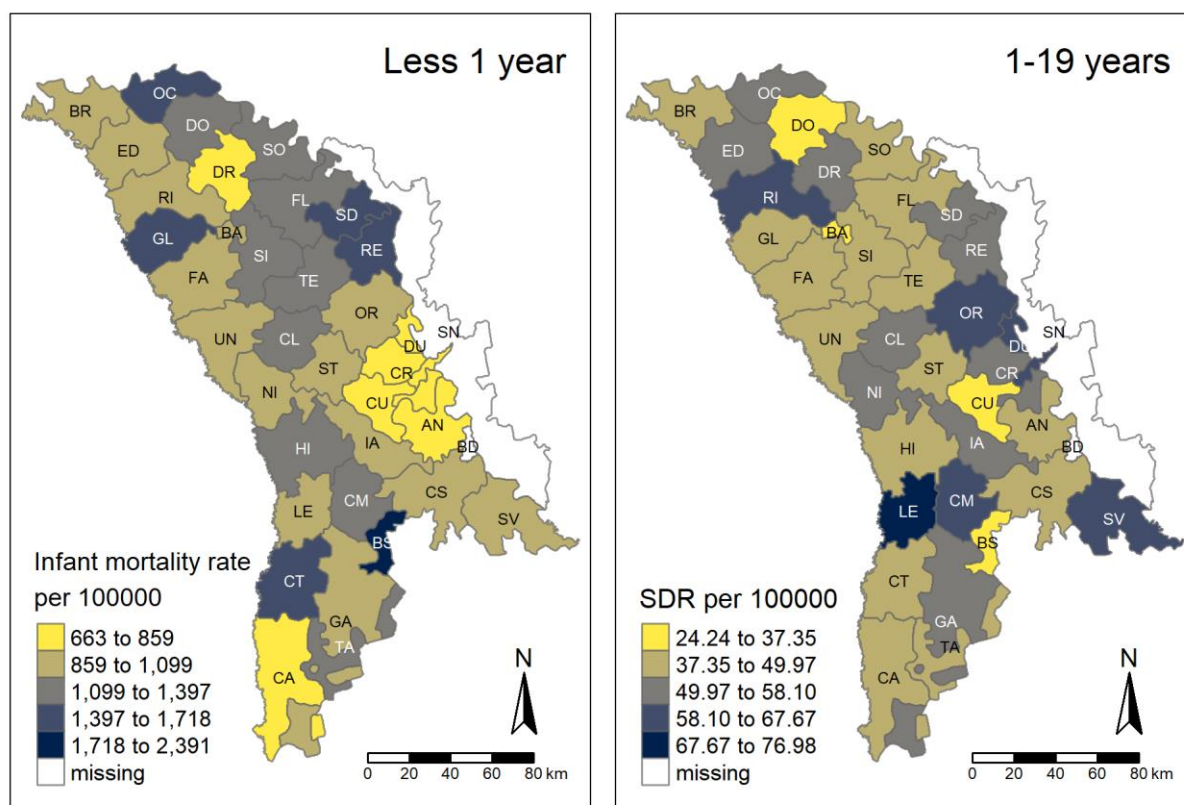 Less 1 year
OC
BR
DO
ED
SO
DR
RI
FL
SD
GL
BA
RE
SI
FA
TE
OR
UN
CL
SN
DU
ST
CR
NI
CU
AN
HI
IA
BD
CM
CS
LE
SV
BS
CT
GA
TA
CA
Infant mortality rate
per 100000
663 to 859
859 to 1,099
1,099 to 1,397
1,397 to 1,718
1,718 to 2,391
missing
N
0 20 40 60 80 km
1-19 years
OC
BR
DO
ED
SO
DR
RI
FL
SD
BA
GL
RE
SI
FA
TE
OR
SN
UN
CL
DU
ST
CR
NI
CU
AN
IA
HI
BD
CM
CS
LE
SV
BS
CT
GA
TA
CA
SDR per 100000
24.24 to 37.35
37.35 to 49.97
49.97 to 58.10
58.10 to 67.67
67.67 to 76.98
missing
N
0 20 40 60 80 km